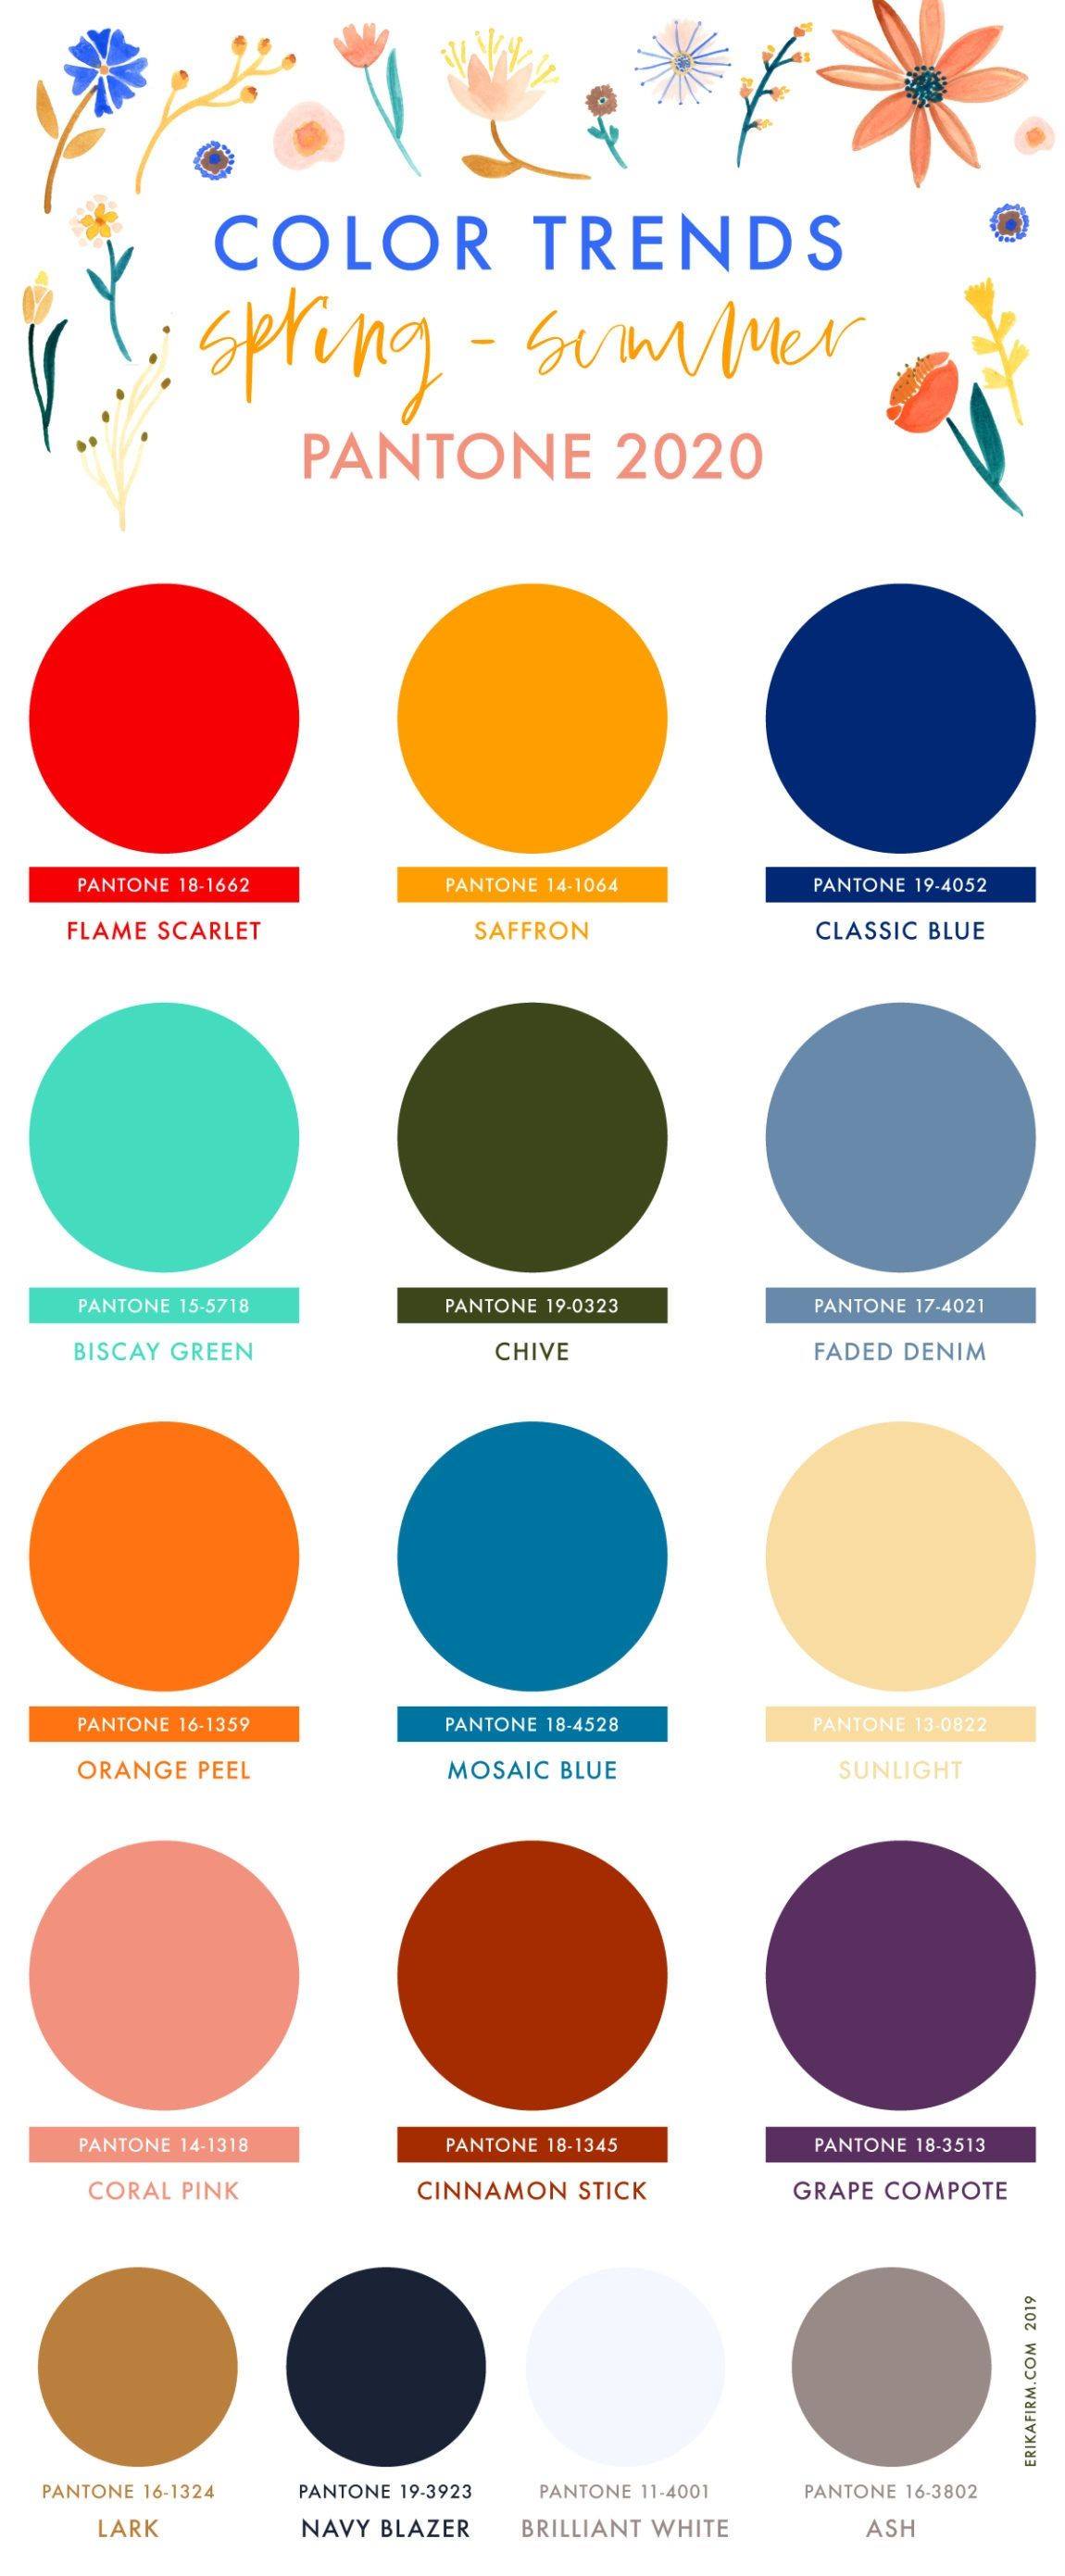 COLOR TRENDS
spring - summer
PANTONE 2020
PANTONE 18-1662
FLAME SCARLET
PANTONE 14-1064
SAFFRON
PANTONE 19-4052
CLASSIC BLUE
PANTONE 15-5718
BISCAY GREEN
PANTONE 19-0323
CHIVE
PANTONE 17-4021
FADED DENIM
PANTONE 16-1359
ORANGE PEEL
PANTONE 18-4528
MOSAIC BLUE
PANTONE 13-0822
SUNLIGHT
PANTONE 14-1318
CORAL PINK
PANTONE 18-1345
CINNAMON STICK
PANTONE 18-3513
GRAPE COMPOTE
PANTONE 16-1324
LARK
PANTONE 19-3923
NAVY BLAZER
PANTONE 11-4001
BRILLIANT WHITE
PANTONE 16-3802
ASH
ERIKAFIRM.COM 2019